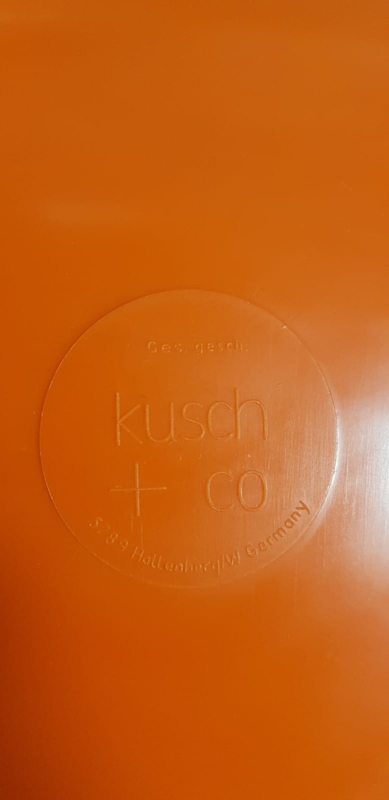 Ges. gesch.
kusch
+ co
5789 Hallenberg/W Germany